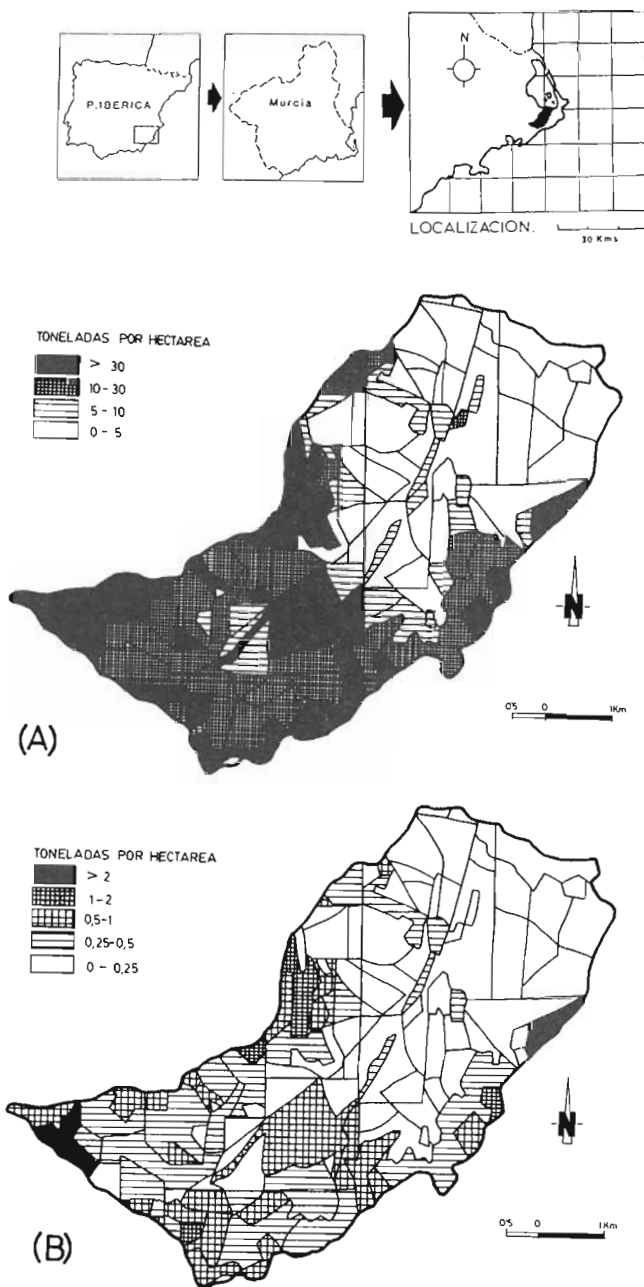 P. IBERICA
Murcia
N
LOCALIZACION.
30 Kms
TONELADAS POR HECTAREA
> 30
10-30
5-10
0-5
N
0'5 0 1Km
(A)
TONELADAS POR HECTAREA
> 2
1-2
0,5-1
0,25-0,5
0-0,25
N
0'5 0 1Km
(B)